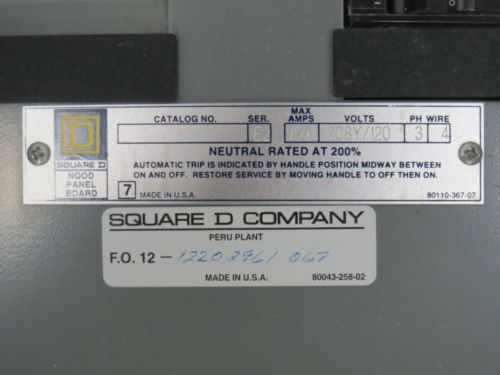 CATALOG NO. SER. MAX AMPS VOLTS PH WIRE
E2 208Y/120 3 4
NEUTRAL RATED AT 200%
SQUARE D
NQOD
PANEL
BOARD
AUTOMATIC TRIP IS INDICATED BY HANDLE POSITION MIDWAY BETWEEN
ON AND OFF. RESTORE SERVICE BY MOVING HANDLE TO OFF THEN ON.
7 MADE IN U.S.A. 80110-367-07
SQUARE D COMPANY
PERU PLANT
F.O. 12 - 12203961 067
MADE IN U.S.A. 80043-258-02